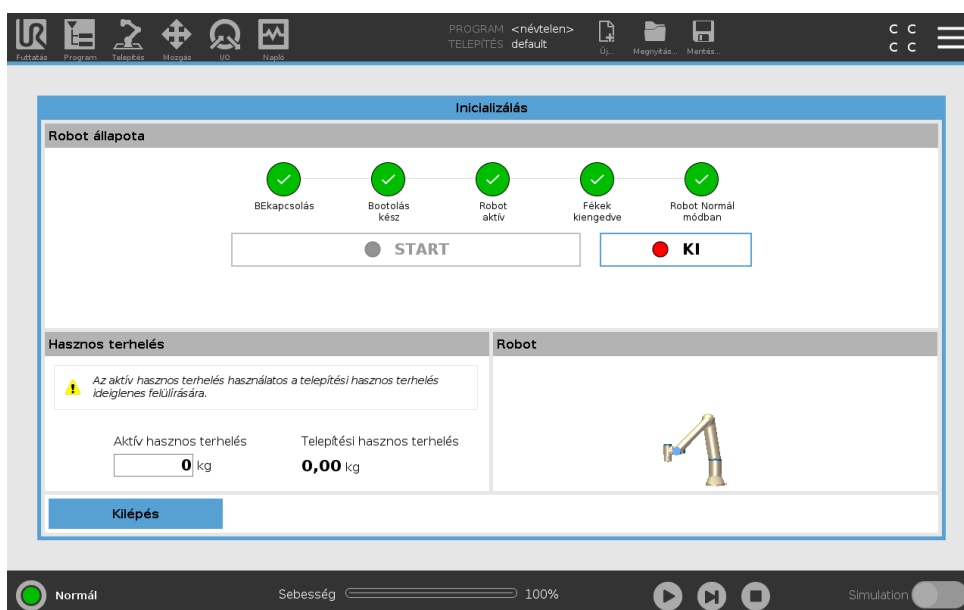 UR
PROGRAM <névtelen>
TELEPÍTÉS default
C C
C C
Futtatás Program Telepítés Mozgás I/O Napló Új... Megnyitás... Mentés...
Inicializálás
Robot állapota
BEkapcsolás
Bootolás kész
Robot aktív
Fékek kiengedve
Robot Normál módban
START
KI
Hasznos terhelés
Az aktív hasznos terhelés használatos a telepítési hasznos terhelés
ideiglenes felülírására.
Aktív hasznos terhelés
0 kg
Telepítési hasznos terhelés
0,00 kg
Robot
Kilépés
Normál
Sebesség 100%
Simulation